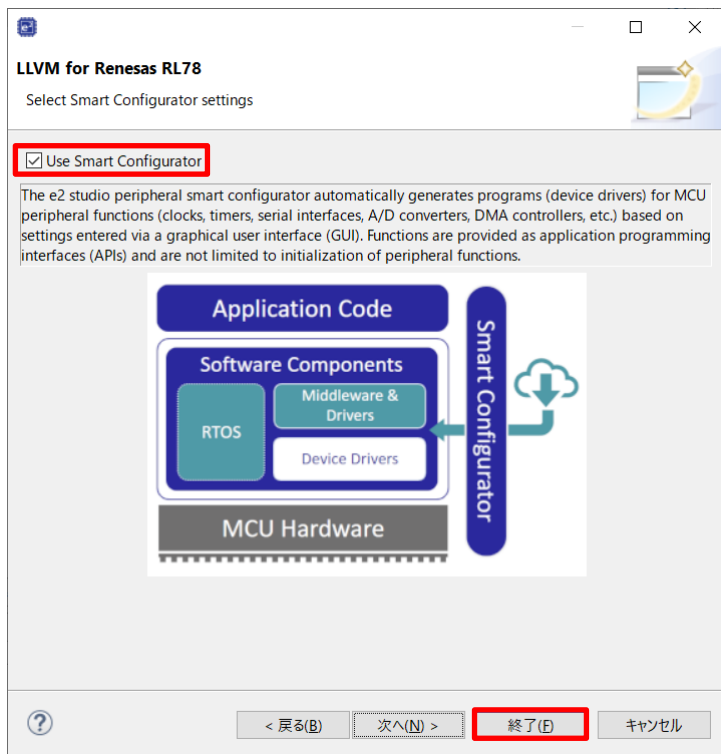 LLVM for Renesas RL78
Select Smart Configurator settings
Use Smart Configurator
The e2 studio peripheral smart configurator automatically generates programs (device drivers) for MCU
peripheral functions (clocks, timers, serial interfaces, A/D converters, DMA controllers, etc.) based on
settings entered via a graphical user interface (GUI). Functions are provided as application programming
interfaces (APIs) and are not limited to initialization of peripheral functions.
Application Code
Software Components
RTOS
Middleware &
Drivers
Device Drivers
MCU Hardware
Smart Configurator
< 戻る(B)
次へ(N) >
終了(F)
キャンセル